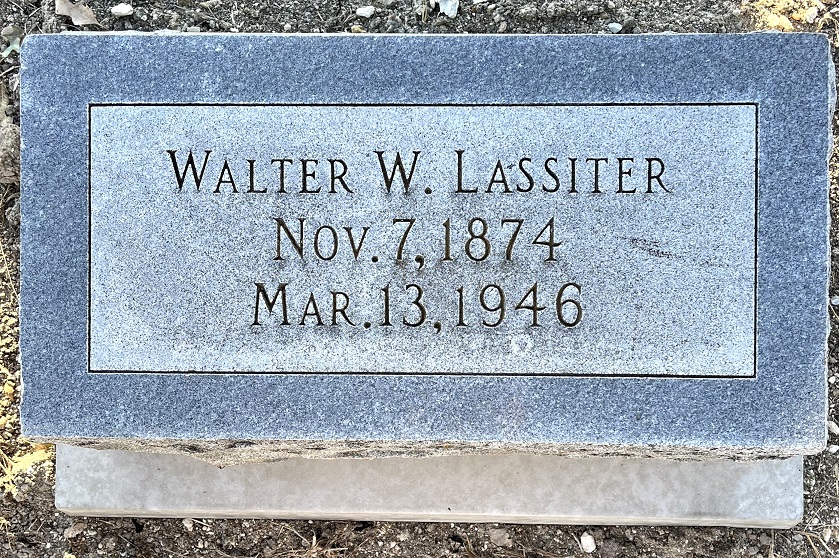 WALTER W. LASSITER
NOV. 7, 1874
MAR. 13, 1946